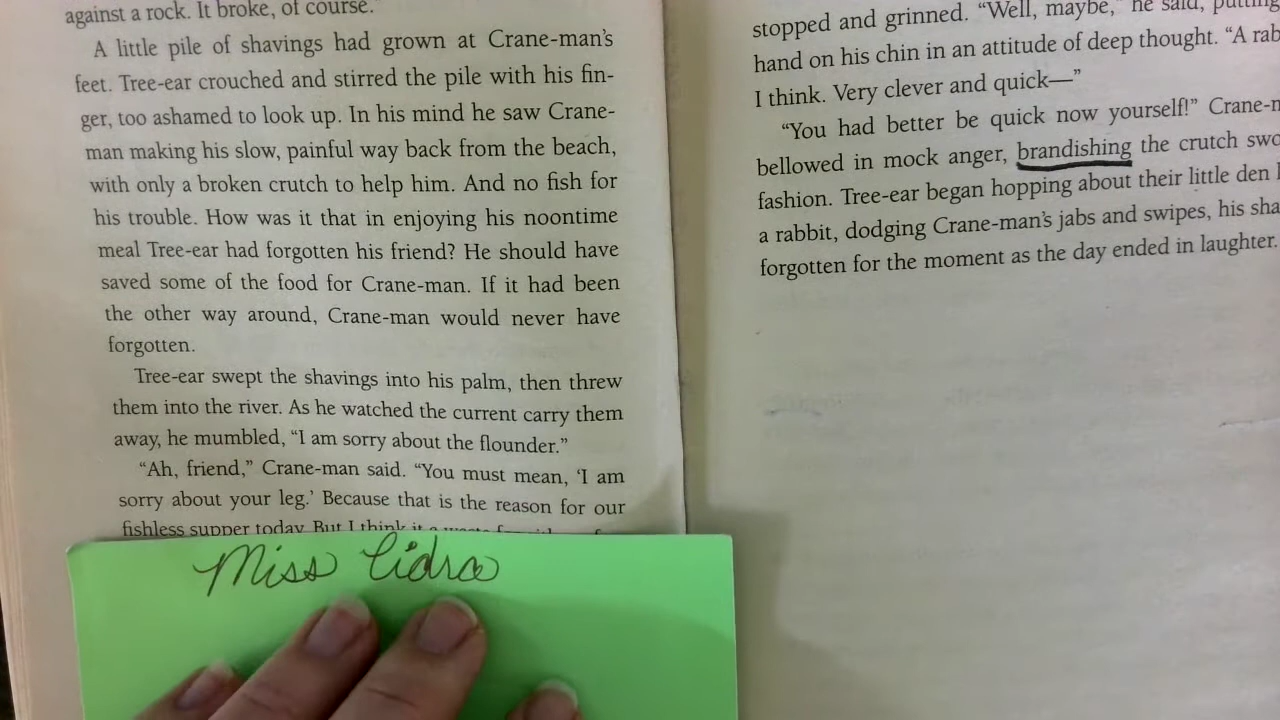 against a rock. It broke, of course."
A little pile of shavings had grown at Crane-man's
feet. Tree-ear crouched and stirred the pile with his fin-
ger, too ashamed to look up. In his mind he saw Crane-
man making his slow, painful way back from the beach,
with only a broken crutch to help him. And no fish for
his trouble. How was it that in enjoying his noontime
meal Tree-ear had forgotten his friend? He should have
saved some of the food for Crane-man. If it had been
the other way around, Crane-man would never have
forgotten.
Tree-ear swept the shavings into his palm, then threw
them into the river. As he watched the current carry them
away, he mumbled, "I am sorry about the flounder."
"Ah, friend," Crane-man said. "You must mean, 'I am
sorry about your leg.' Because that is the reason for our
fishless supper today. But I think it a
Miss Cidra
stopped and grinned. "Well, maybe," he said, putting
hand on his chin in an attitude of deep thought. "A rab
I think. Very clever and quick—"
"You had better be quick now yourself!" Crane-m
bellowed in mock anger, brandishing the crutch swo
fashion. Tree-ear began hopping about their little den l
a rabbit, dodging Crane-man's jabs and swipes, his sha
forgotten for the moment as the day ended in laughter.